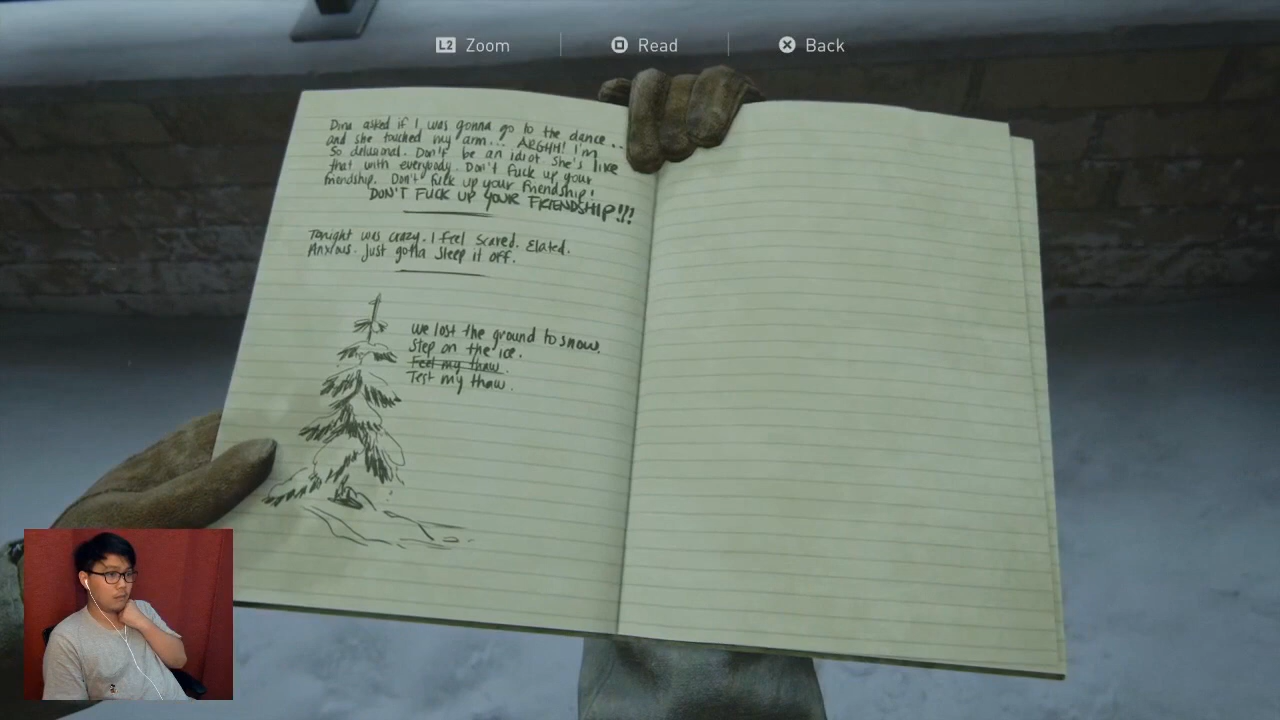 L2 Zoom
Read
Back
Dina asked if I was gonna go to the dance..
and she touched my arm... ARGHH! I'm
so delusional. Don't be an idiot she's like
that with everybody. Don't fuck up your
friendship. Don't fuck up your friendship!
DON'T FUCK UP YOUR FRIENDSHIP!!!
Tonight was crazy. I feel scared. Elated.
Anxious. Just gotta sleep it off.
we lost the ground to snow.
Step on the ice.
Feel my thaw.
Test my thaw.